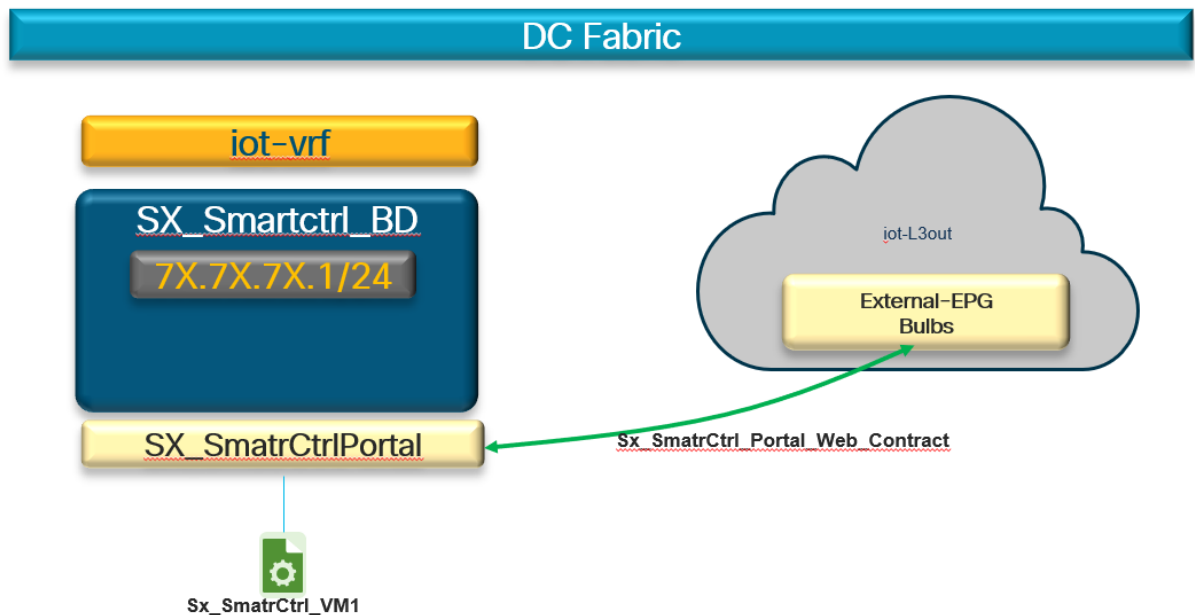 DC Fabric
iot-vrf
SX_Smartctrl_BD
7X.7X.7X.1/24
iot-L3out
External-EPG
Bulbs
SX_SmatrCtrlPortal
Sx_SmatrCtrl_Portal_Web_Contract
Sx_SmatrCtrl_VM1